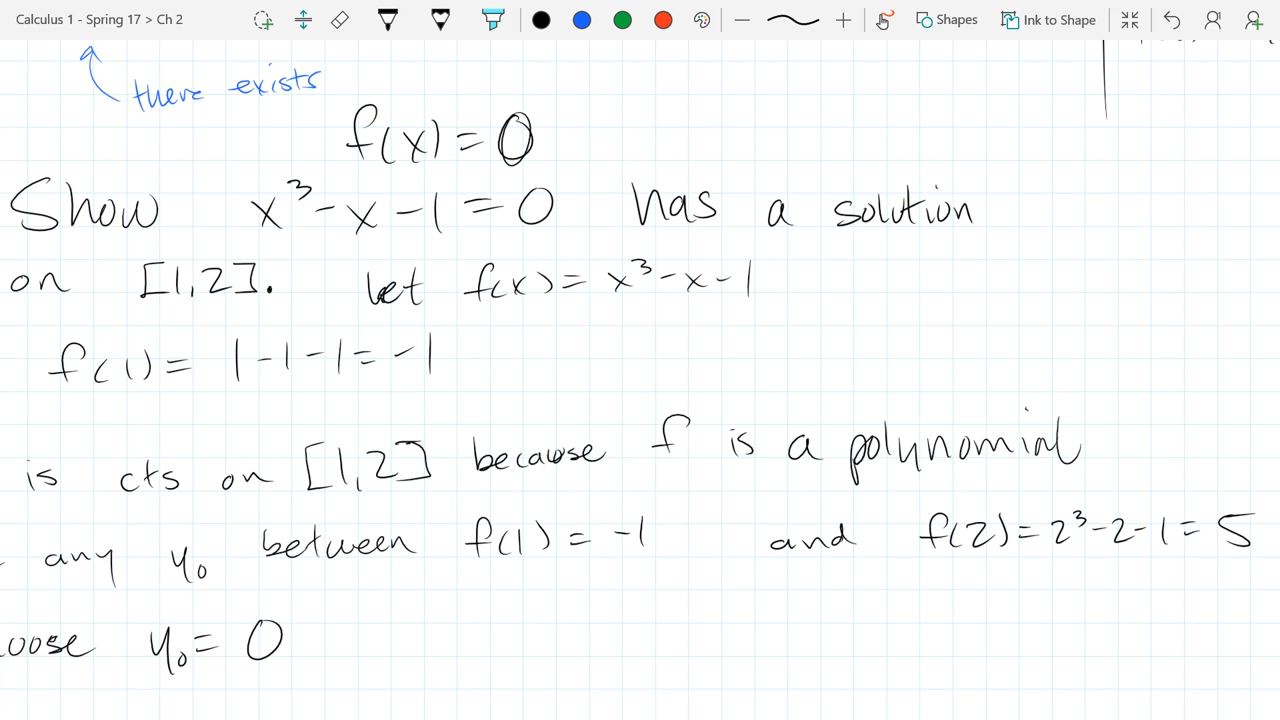 Calculus 1 - Spring 17 > Ch 2
Shapes
Ink to Shape
there exists
f(x) = 0
Show x³ - x - 1 = 0 has a solution
on [1,2]. Let f(x) = x³ - x - 1
f(1) = 1 - 1 - 1 = -1
is cts on [1,2] because f is a polynomial
any y₀ between f(1) = -1 and f(2) = 2³ - 2 - 1 = 5
oose y₀ = 0